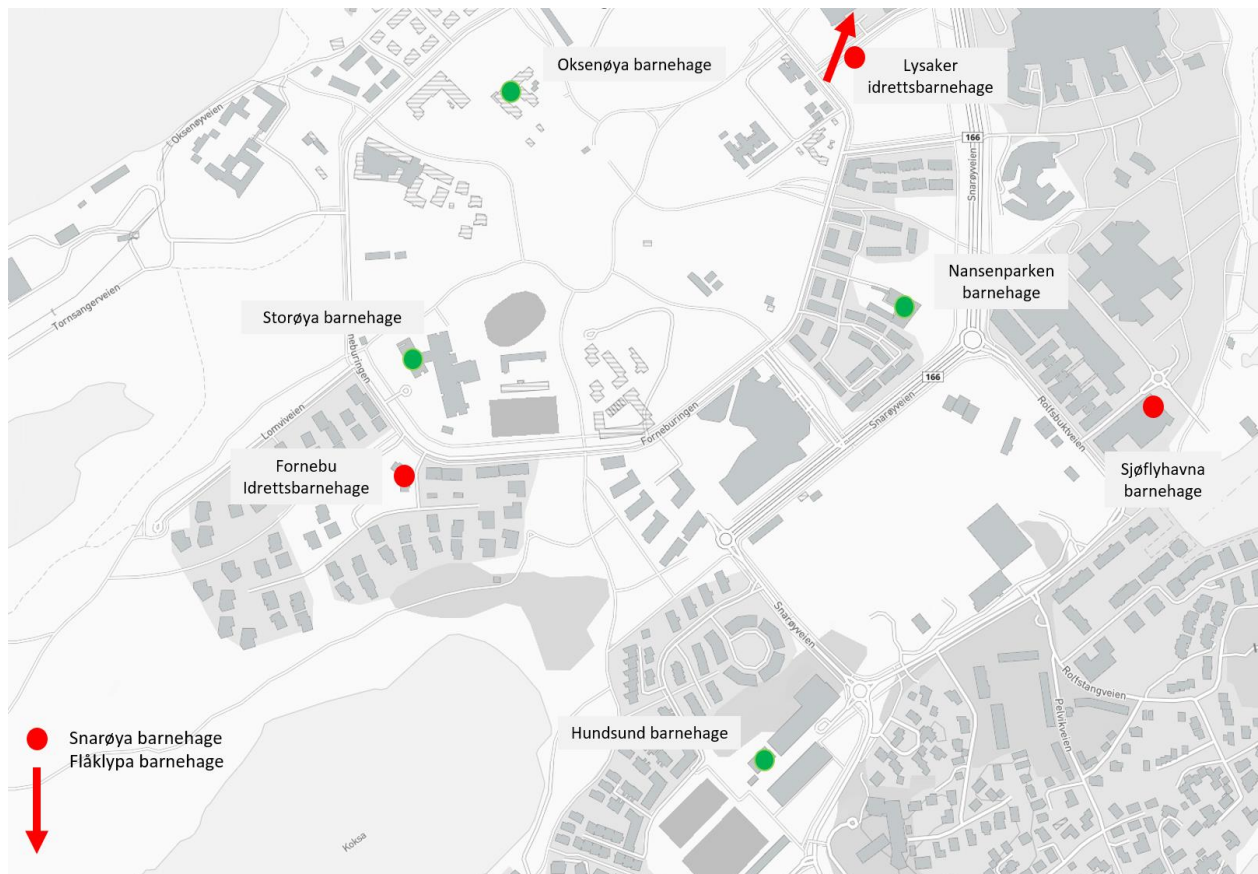 Oksenøya barnehage
Lysaker
idrettsbarnehage
Oksenøyveien
166
Snarøyveien
Nansenparken
barnehage
Tornsangerveien
Storøya barnehage
neburingen
166
Lomviveien
Forneburingen
Snarøyveien
Rolfsbuktveien
Fornebu
Idrettsbarnehage
Sjøflyhavna
barnehage
Snarøyveien
Rolfstangveien
Pelvikveien
Hundsund barnehage
Snarøya barnehage
Flåklypa barnehage
Koksa